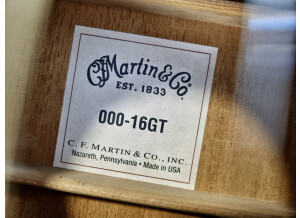 CFMartin & Co.
EST. 1833
000-16GT
C. F. MARTIN & CO., INC.
Nazareth, Pennsylvania • Made in USA